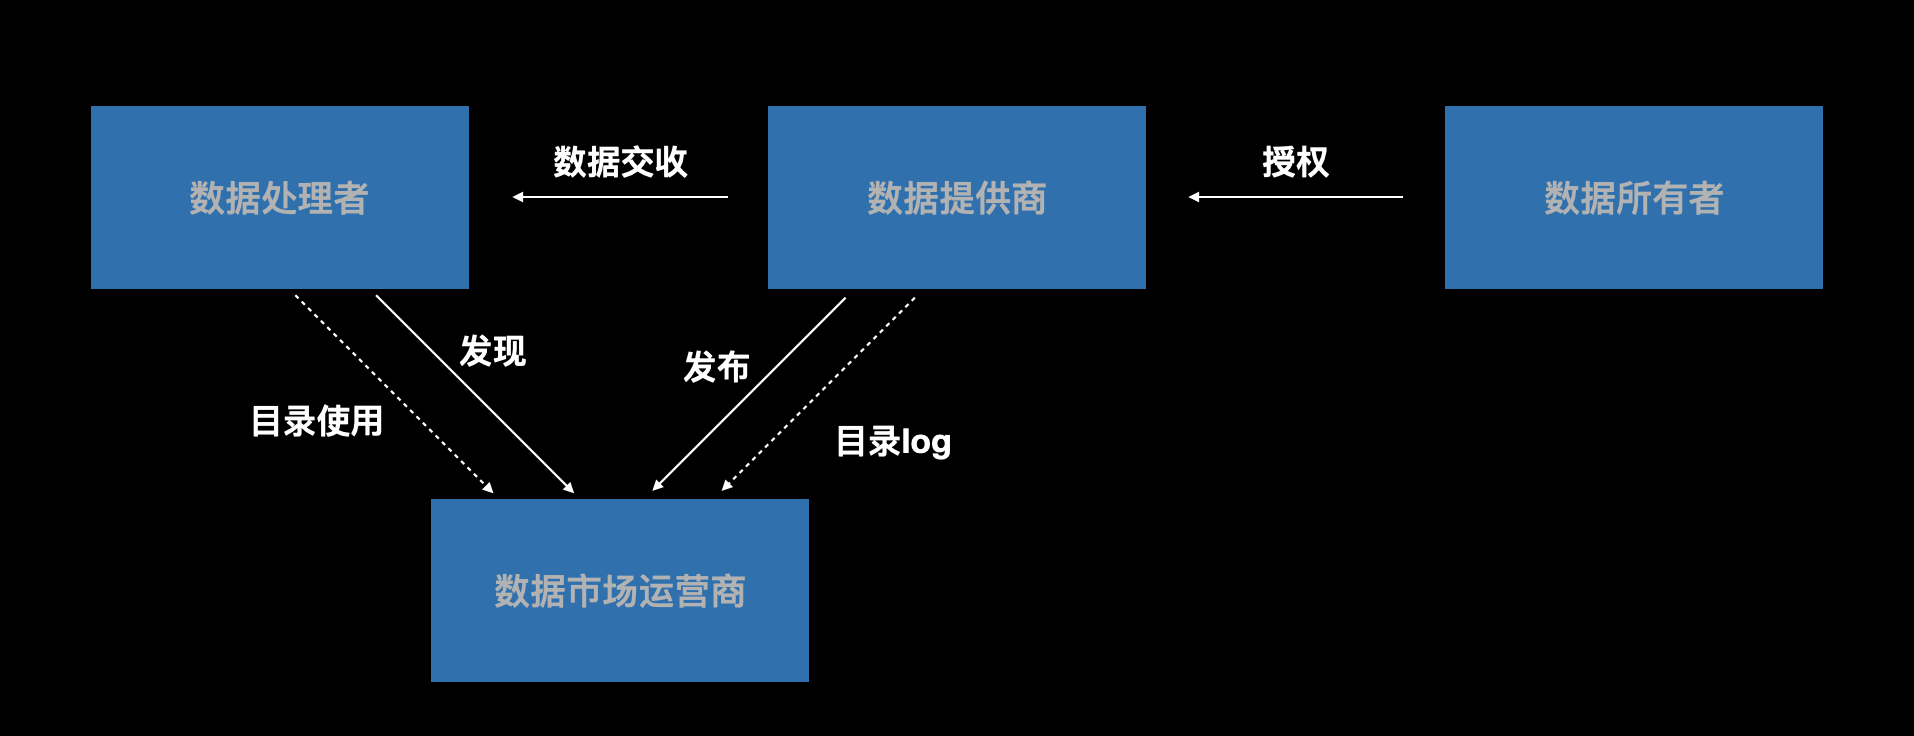 数据交收
授权
数据处理者
数据提供商
数据所有者
发现
发布
目录使用
目录log
数据市场运营商